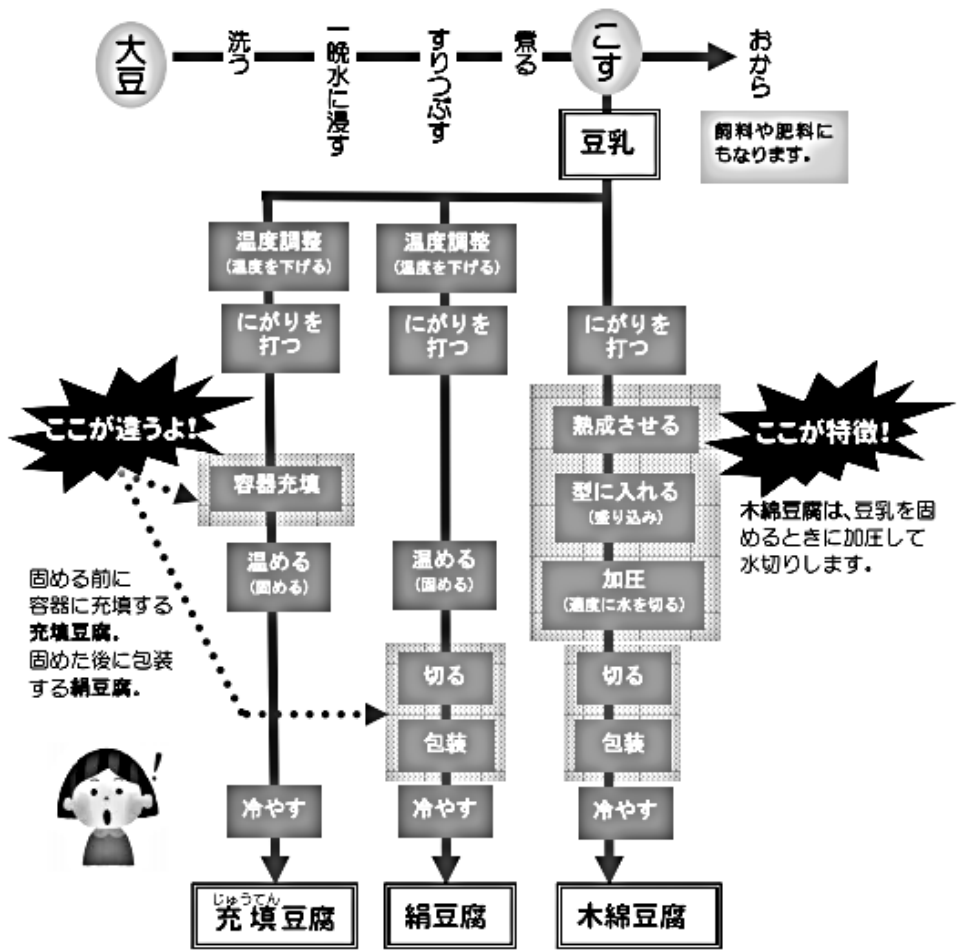 大豆
洗う
一晩水に浸す
すりつぶす
煮る
こす
おから
飼料や肥料に
もなります。
豆乳
温度調整
(温度を下げる)
にがりを
打つ
ここが違うよ!
容器充填
温める
(固める)
固める前に
容器に充填する
充填豆腐.
固めた後に包装
する絹豆腐.
冷やす
じゅうてん
充填豆腐
温度調整
(温度を下げる)
にがりを
打つ
温める
(固める)
切る
包装
冷やす
絹豆腐
にがりを
打つ
熟成させる
型に入れる
(盛り込み)
加圧
(適度に水を切る)
切る
包装
冷やす
木綿豆腐
ここが特徴!
木綿豆腐は、豆乳を固
めるときに加圧して
水切りします。
!